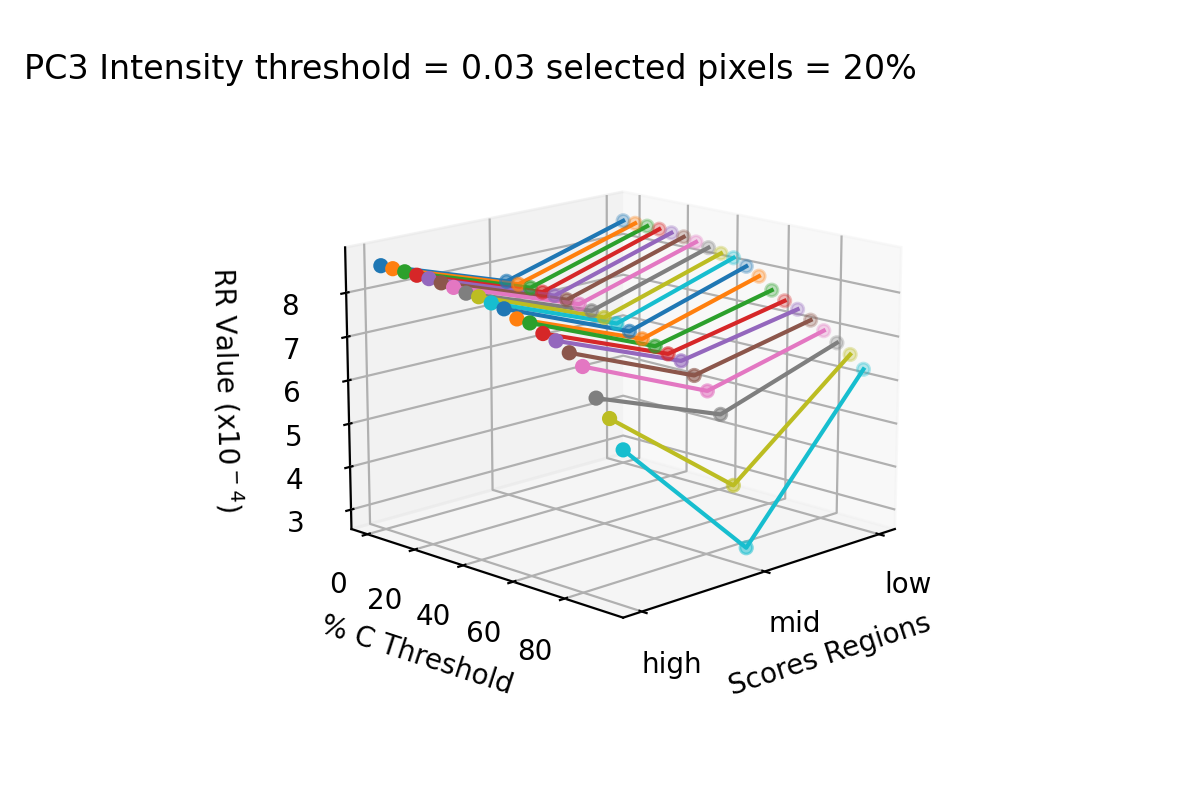 PC3 Intensity threshold = 0.03 selected pixels = 20%
RR Value (x10⁻⁴)
8
7
6
5
4
3
0
20
40
60
80
% C Threshold
low
mid
high
Scores Regions